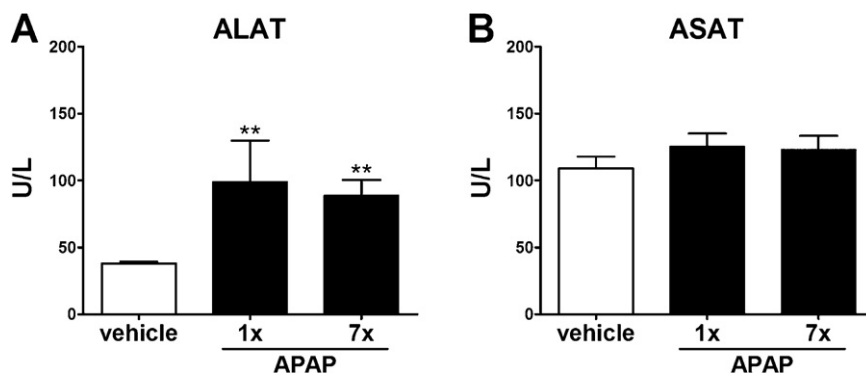 A
ALAT
200
150
100
50
0
U/L
**
**
vehicle
1x
7x
APAP
B
ASAT
200
150
100
50
0
U/L
vehicle
1x
7x
APAP